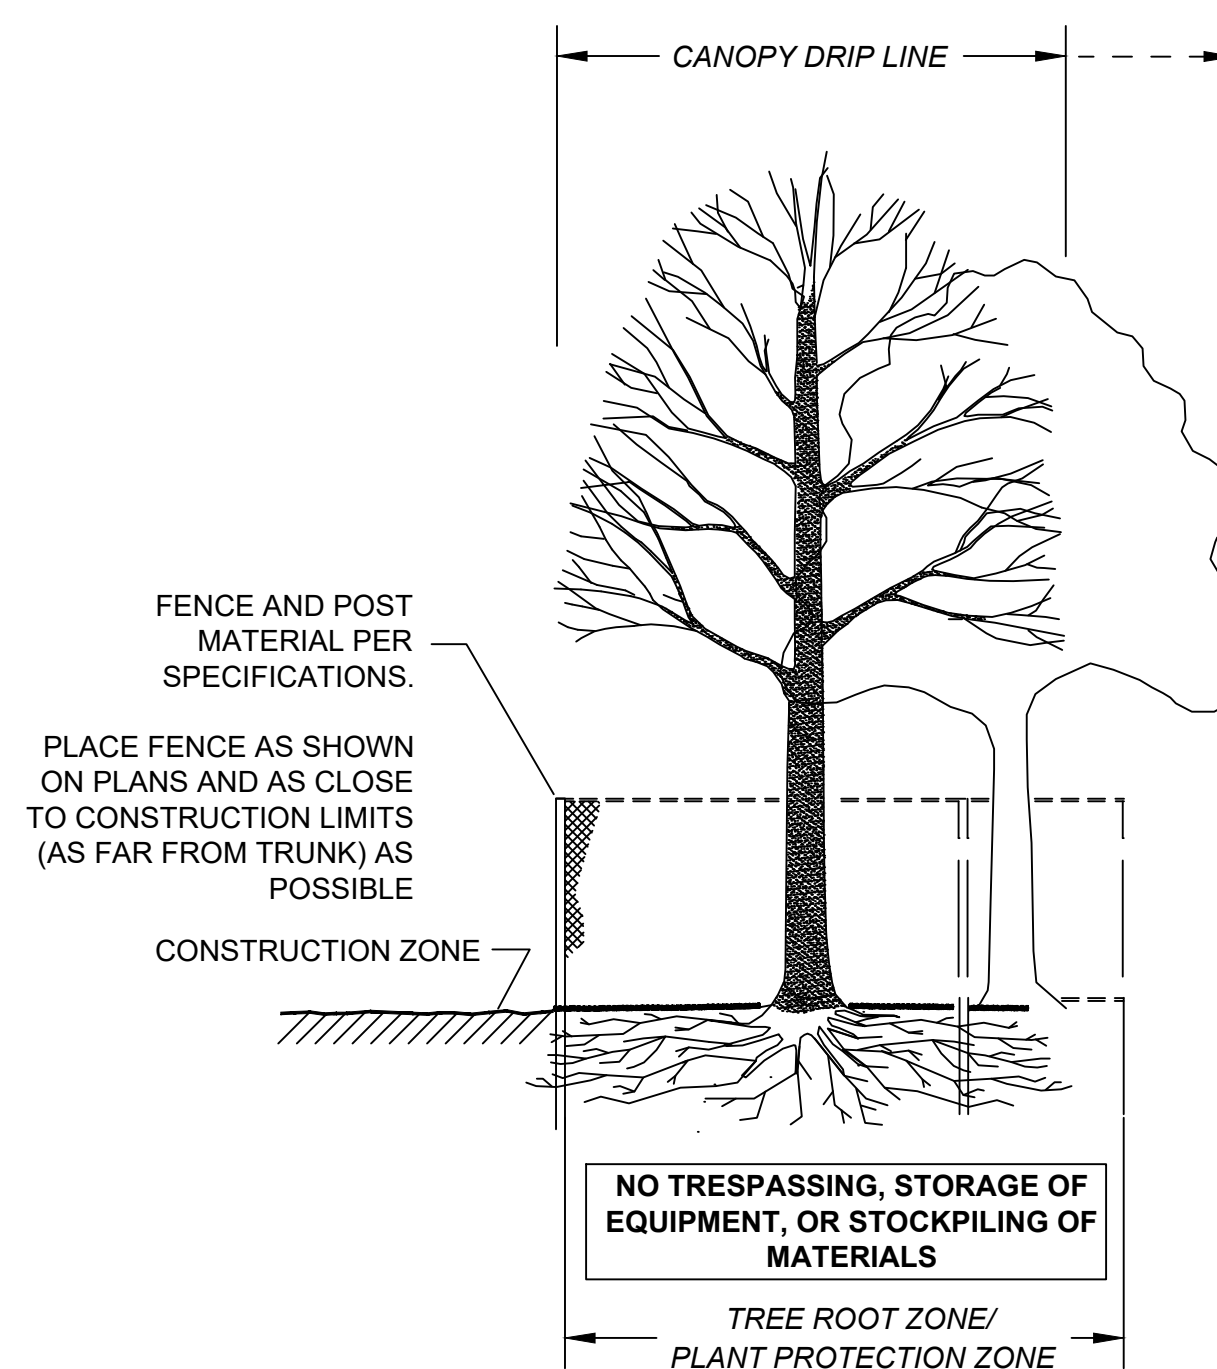 CANOPY DRIP LINE
FENCE AND POST
MATERIAL PER
SPECIFICATIONS.
PLACE FENCE AS SHOWN
ON PLANS AND AS CLOSE
TO CONSTRUCTION LIMITS
(AS FAR FROM TRUNK) AS
POSSIBLE
CONSTRUCTION ZONE
NO TRESPASSING, STORAGE OF
EQUIPMENT, OR STOCKPILING OF
MATERIALS
TREE ROOT ZONE/
PLANT PROTECTION ZONE